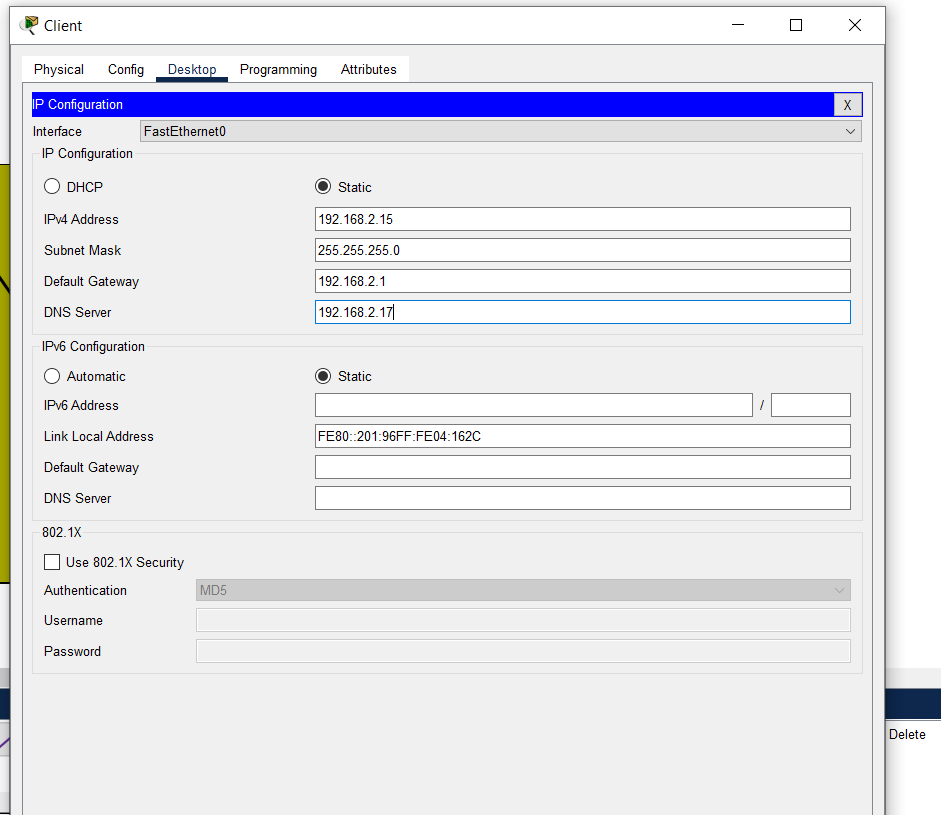 Client
Physical Config Desktop Programming Attributes
IP Configuration X
Interface FastEthernet0
IP Configuration
DHCP Static
IPv4 Address 192.168.2.15
Subnet Mask 255.255.255.0
Default Gateway 192.168.2.1
DNS Server 192.168.2.17
IPv6 Configuration
Automatic Static
IPv6 Address /
Link Local Address FE80::201:96FF:FE04:162C
Default Gateway
DNS Server
802.1X
Use 802.1X Security
Authentication MD5
Username
Password
Delete